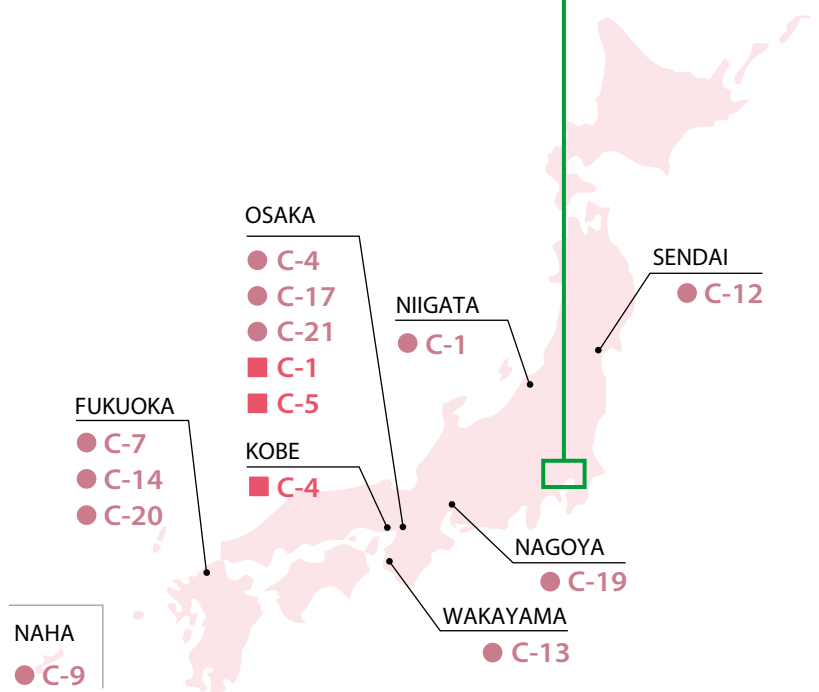 OSAKA
C-4
C-17
C-21
C-1
C-5
SENDAI
C-12
NIIGATA
C-1
FUKUOKA
C-7
C-14
C-20
KOBE
C-4
NAGOYA
C-19
WAKAYAMA
C-13
NAHA
C-9